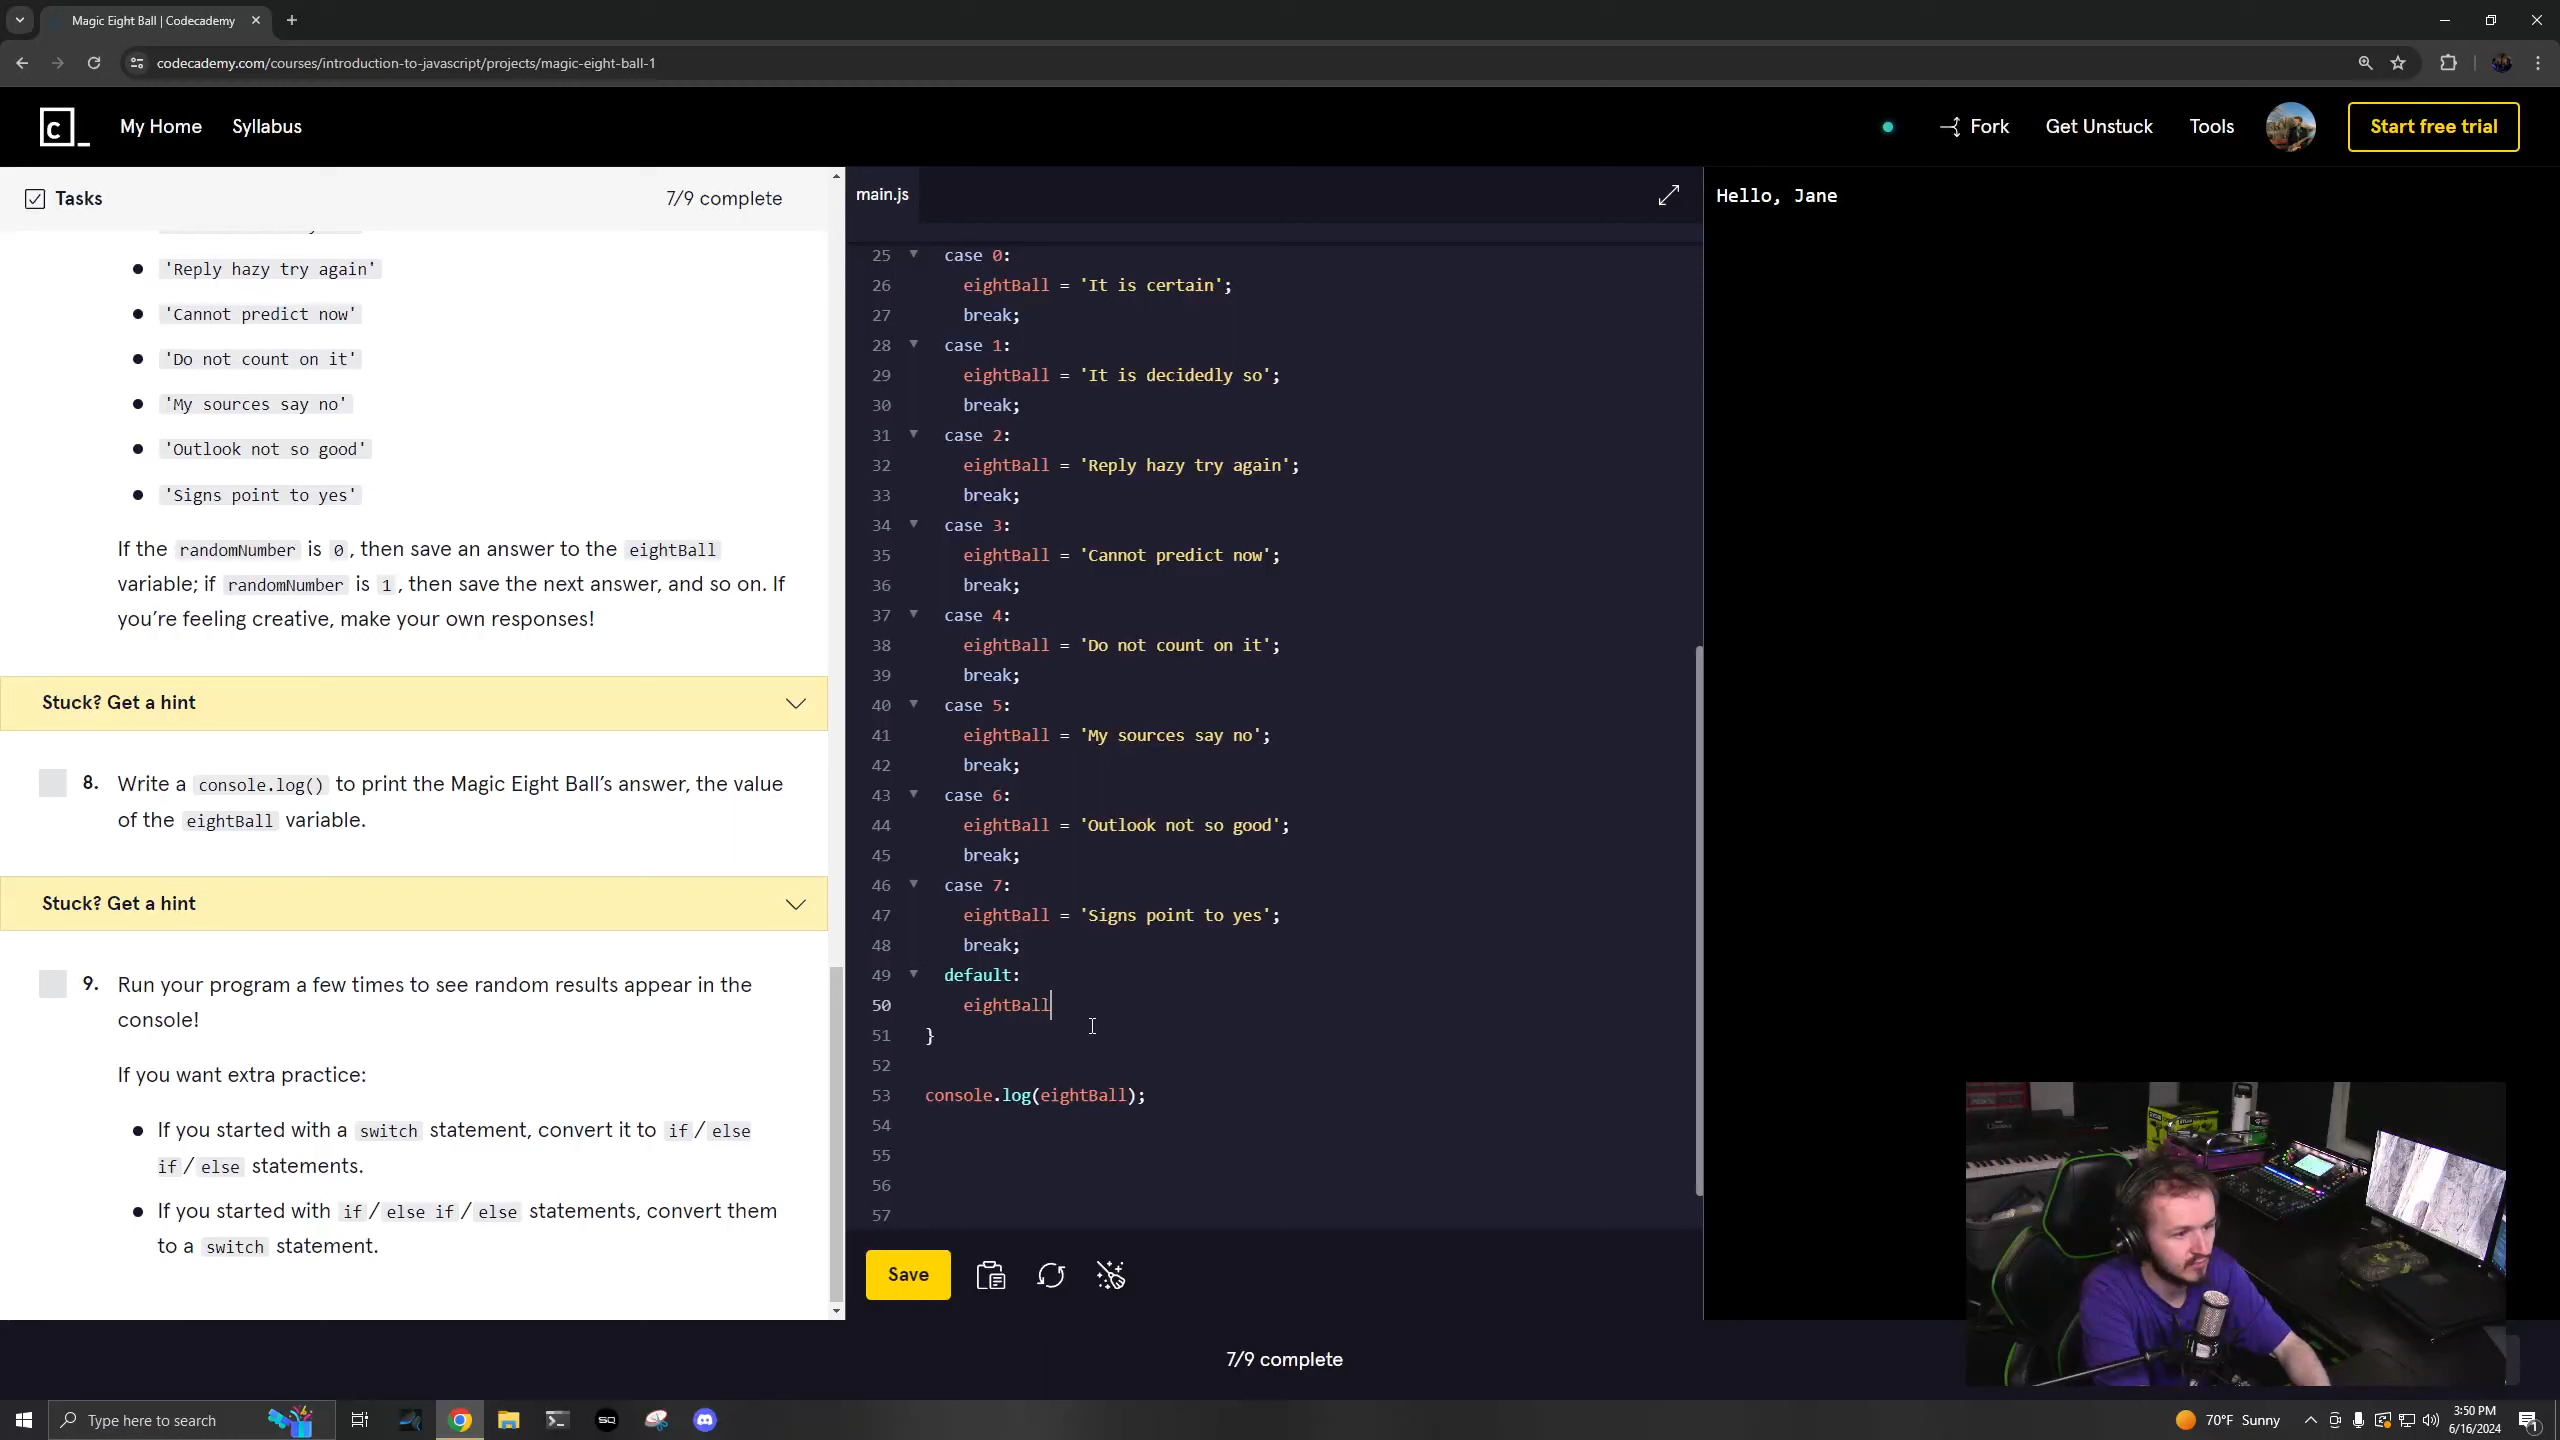 Magic Eight Ball | Codecademy
codecademy.com/courses/introduction-to-javascript/projects/magic-eight-ball-1
c_
My Home
Syllabus
Fork
Get Unstuck
Tools
Start free trial
Tasks
7/9 complete
'Reply hazy try again'
'Cannot predict now'
'Do not count on it'
'My sources say no'
'Outlook not so good'
'Signs point to yes'
If the randomNumber is 0, then save an answer to the eightBall
variable; if randomNumber is 1, then save the next answer, and so on. If
you’re feeling creative, make your own responses!
Stuck? Get a hint
8. Write a console.log() to print the Magic Eight Ball’s answer, the value
of the eightBall variable.
Stuck? Get a hint
9. Run your program a few times to see random results appear in the
console!
If you want extra practice:
If you started with a switch statement, convert it to if/else
if/else statements.
If you started with if/else if/else statements, convert them
to a switch statement.
main.js
25 case 0:
26 eightBall = 'It is certain';
27 break;
28 case 1:
29 eightBall = 'It is decidedly so';
30 break;
31 case 2:
32 eightBall = 'Reply hazy try again';
33 break;
34 case 3:
35 eightBall = 'Cannot predict now';
36 break;
37 case 4:
38 eightBall = 'Do not count on it';
39 break;
40 case 5:
41 eightBall = 'My sources say no';
42 break;
43 case 6:
44 eightBall = 'Outlook not so good';
45 break;
46 case 7:
47 eightBall = 'Signs point to yes';
48 break;
49 default:
50 eightBall
51 }
52
53 console.log(eightBall);
54
55
56
57
Save
Hello, Jane
7/9 complete
Type here to search
SQ
70°F Sunny
3:50 PM
6/16/2024
1